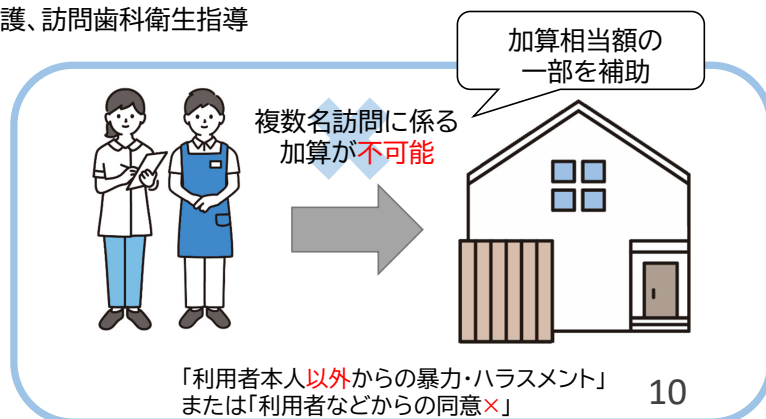 護、訪問歯科衛生指導
加算相当額の
一部を補助
複数名訪問に係る
加算が不可能
「利用者本人以外からの暴力・ハラスメント」
または「利用者などからの同意×」
10